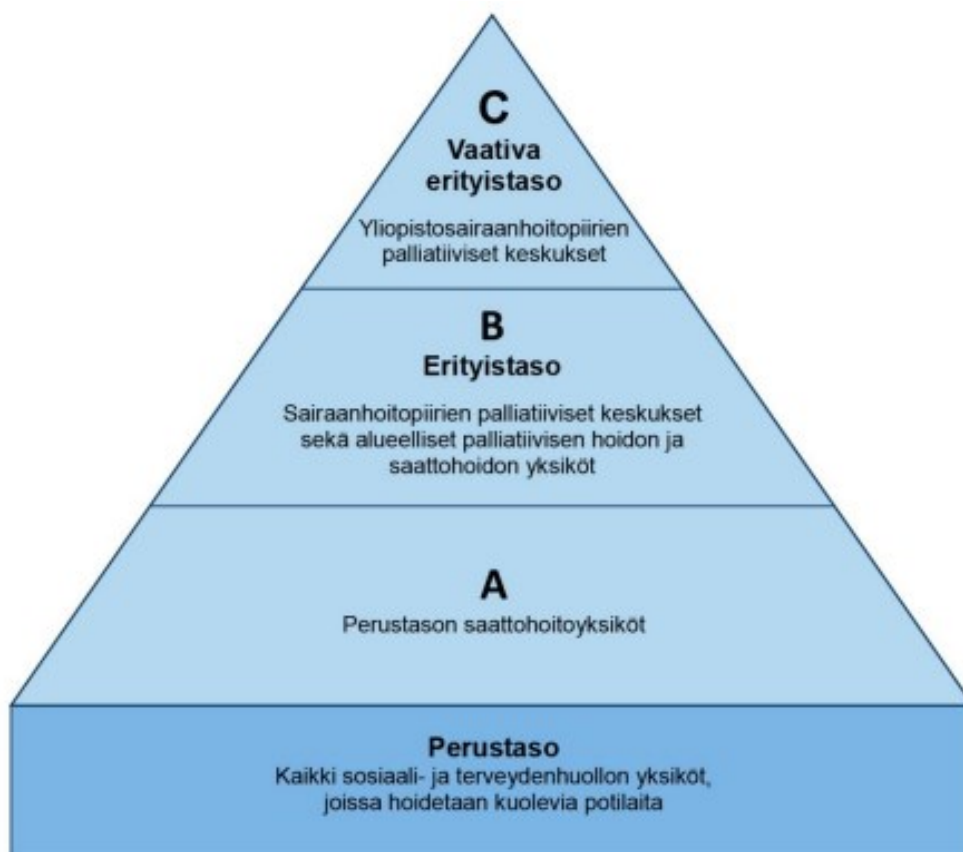 C
Vaativa
erityistaso
Yliopistosairaanhoitopiirien
palliatiiviset keskukset
B
Erityistaso
Sairaanhoitopiirien palliatiiviset keskukset
sekä alueelliset palliatiivisen hoidon ja
saattohoidon yksiköt
A
Perustason saattohoitoyksiköt
Perustaso
Kaikki sosiaali- ja terveydenhuollon yksiköt,
joissa hoidetaan kuolevia potilaita